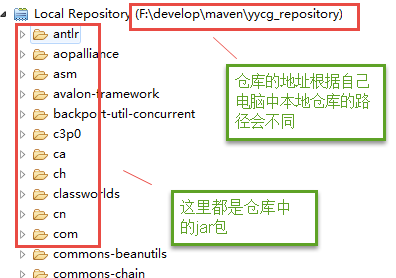 Local Repository (F:\develop\maven\yycg_repository)
antlr
aopalliance
asm
avalon-framework
backport-util-concurrent
c3p0
ca
ch
classworlds
cn
com
commons-beanutils
commons-chain
仓库的地址根据自己
电脑中本地仓库的路
径会不同
这里都是仓库中
的jar包